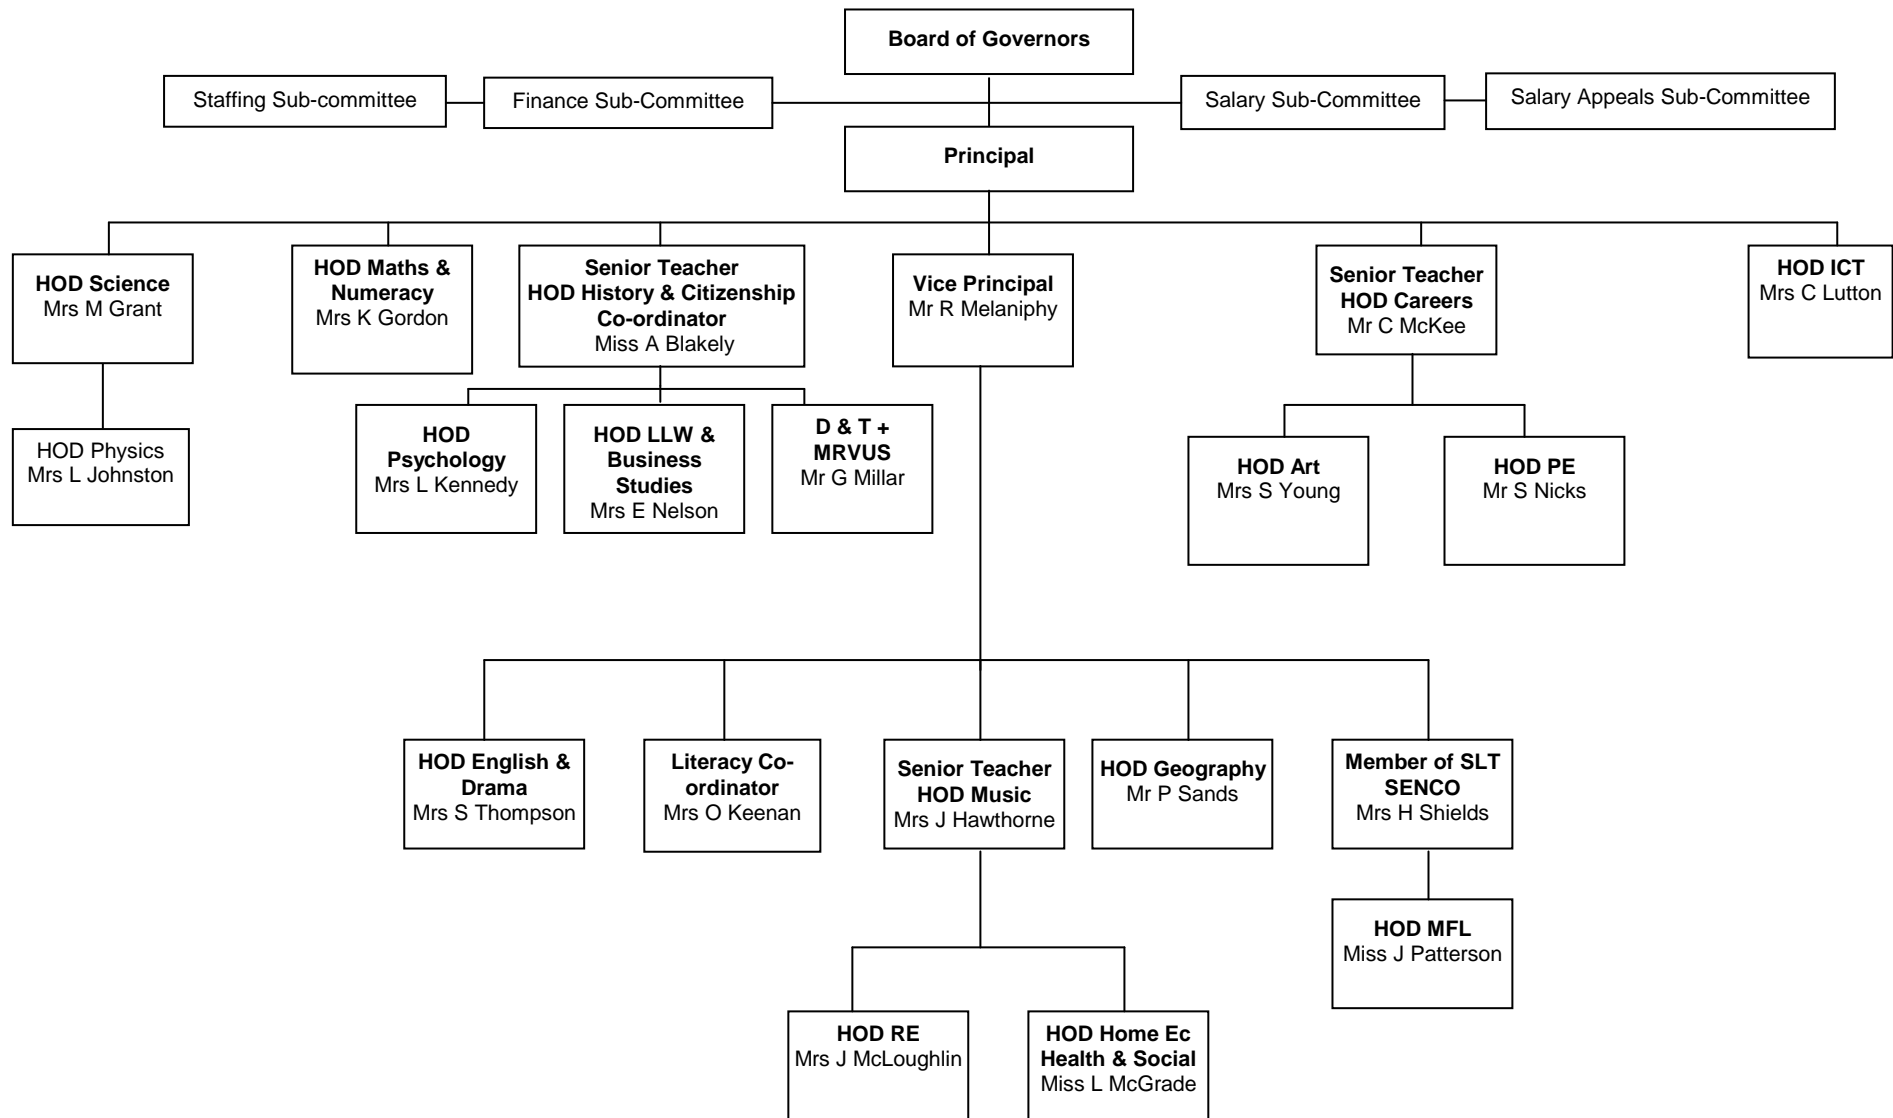 Board of Governors
Staffing Sub-committee
Finance Sub-Committee
Salary Sub-Committee
Salary Appeals Sub-Committee
Principal
HOD Science
Mrs M Grant
HOD Maths &
Numeracy
Mrs K Gordon
Senior Teacher
HOD History & Citizenship
Co-ordinator
Miss A Blakely
Vice Principal
Mr R Melaniphy
Senior Teacher
HOD Careers
Mr C McKee
HOD ICT
Mrs C Lutton
HOD Physics
Mrs L Johnston
HOD
Psychology
Mrs L Kennedy
HOD LLW &
Business
Studies
Mrs E Nelson
D & T +
MRVUS
Mr G Millar
HOD Art
Mrs S Young
HOD PE
Mr S Nicks
HOD English &
Drama
Mrs S Thompson
Literacy Co-
ordinator
Mrs O Keenan
Senior Teacher
HOD Music
Mrs J Hawthorne
HOD Geography
Mr P Sands
Member of SLT
SENCO
Mrs H Shields
HOD MFL
Miss J Patterson
HOD RE
Mrs J McLoughlin
HOD Home Ec
Health & Social
Miss L McGrade